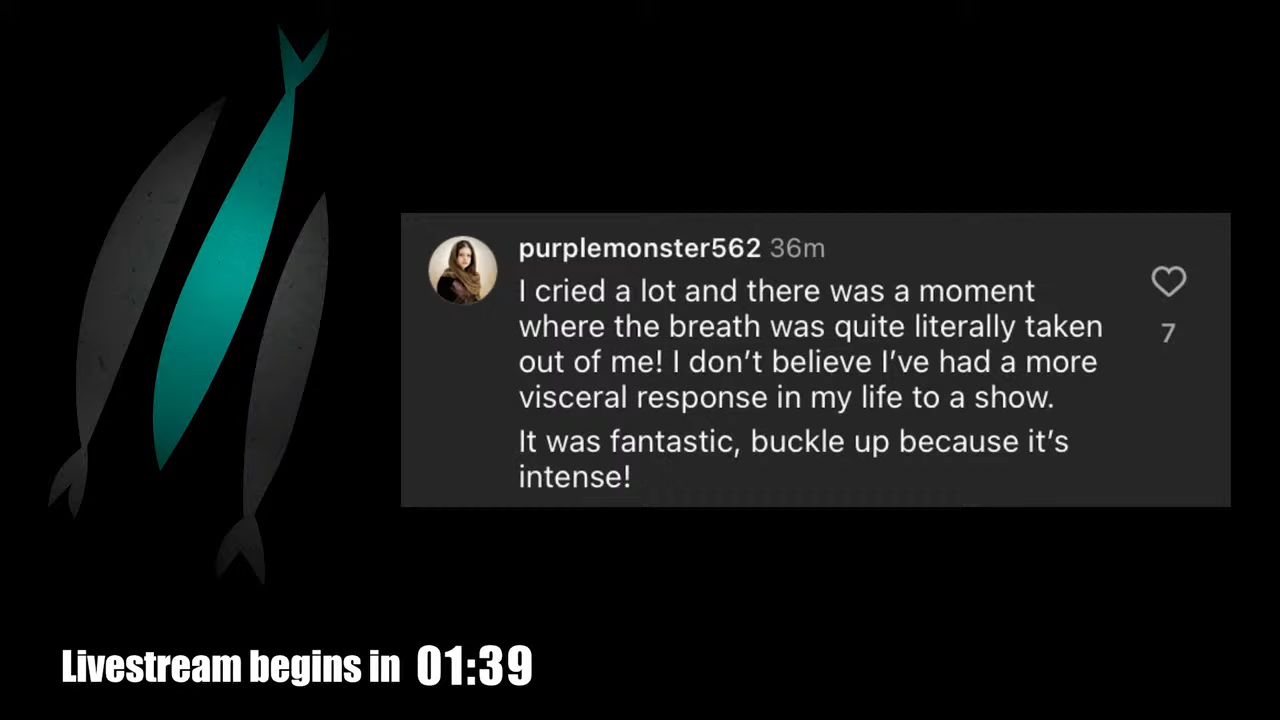 purplemonster562 36m
I cried a lot and there was a moment
where the breath was quite literally taken
out of me! I don’t believe I’ve had a more
visceral response in my life to a show.
It was fantastic, buckle up because it’s
intense!
7
Livestream begins in 01:39